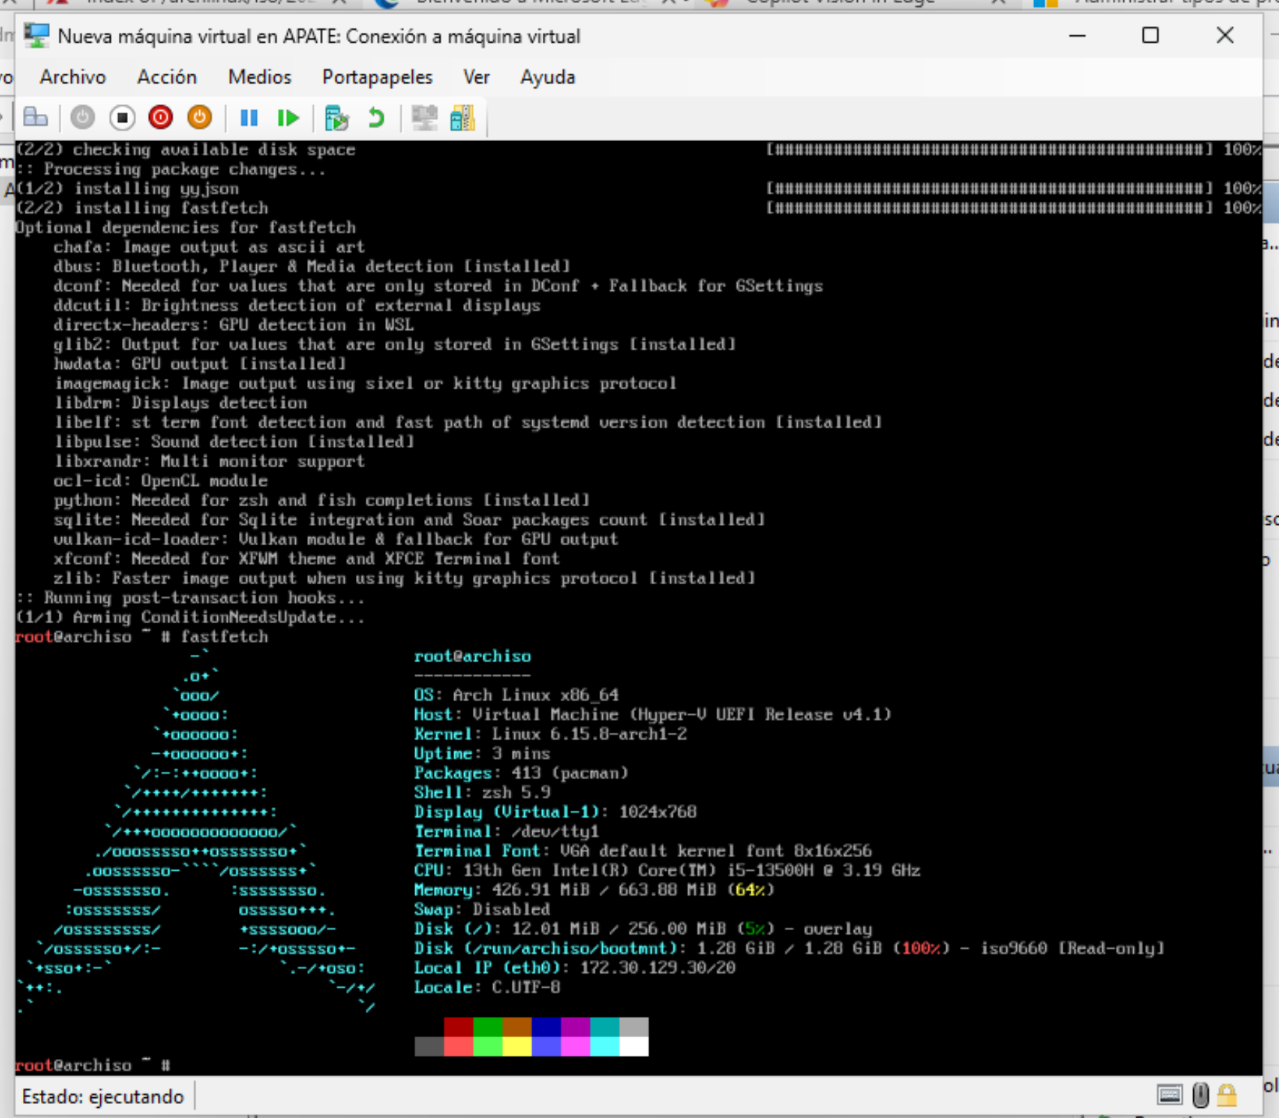 Index of /archlinux/iso/20
Bienvenido a Microsoft Ed
Copilot Vision in Edge
Administrar tipos de
Nueva máquina virtual en APATE: Conexión a máquina virtual
Archivo Acción Medios Portapapeles Ver Ayuda
(2/2) checking available disk space [############################################] 100%
:: Processing package changes...
(1/2) installing yyjson [############################################] 100%
(2/2) installing fastfetch [############################################] 100%
Optional dependencies for fastfetch
chafa: Image output as ascii art
dbus: Bluetooth, Player & Media detection [installed]
dconf: Needed for values that are only stored in DConf + Fallback for GSettings
ddcutil: Brightness detection of external displays
directx-headers: GPU detection in WSL
glib2: Output for values that are only stored in GSettings [installed]
hwdata: GPU output [installed]
imagemagick: Image output using sixel or kitty graphics protocol
libdrm: Displays detection
libelf: st term font detection and fast path of systemd version detection [installed]
libpulse: Sound detection [installed]
libxrandr: Multi monitor support
ocl-icd: OpenCL module
python: Needed for zsh and fish completions [installed]
sqlite: Needed for Sqlite integration and Soar packages count [installed]
vulkan-icd-loader: Vulkan module & fallback for GPU output
xfconf: Needed for XFWM theme and XFCE Terminal font
zlib: Faster image output when using kitty graphics protocol [installed]
:: Running post-transaction hooks...
(1/1) Arming ConditionNeedsUpdate...
root@archiso ~ # fastfetch
root@archiso
------------
OS: Arch Linux x86_64
Host: Virtual Machine (Hyper-V UEFI Release v4.1)
Kernel: Linux 6.15.8-arch1-2
Uptime: 3 mins
Packages: 413 (pacman)
Shell: zsh 5.9
Display (Virtual-1): 1024x768
Terminal: /dev/tty1
Terminal Font: VGA default kernel font 8x16x256
CPU: 13th Gen Intel(R) Core(TM) i5-13500H @ 3.19 GHz
Memory: 426.91 MiB / 663.88 MiB (64%)
Swap: Disabled
Disk (/): 12.01 MiB / 256.00 MiB (5%) - overlay
Disk (/run/archiso/bootmnt): 1.28 GiB / 1.28 GiB (100%) - iso9660 [Read-only]
Local IP (eth0): 172.30.129.30/20
Locale: C.UTF-8
root@archiso ~ #
Estado: ejecutando